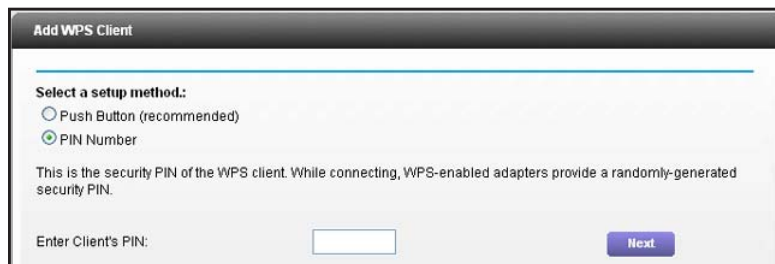 Add WPS Client
Select a setup method.:
Push Button (recommended)
PIN Number
This is the security PIN of the WPS client. While connecting, WPS-enabled adapters provide a randomly-generated
security PIN.
Enter Client's PIN:
Next